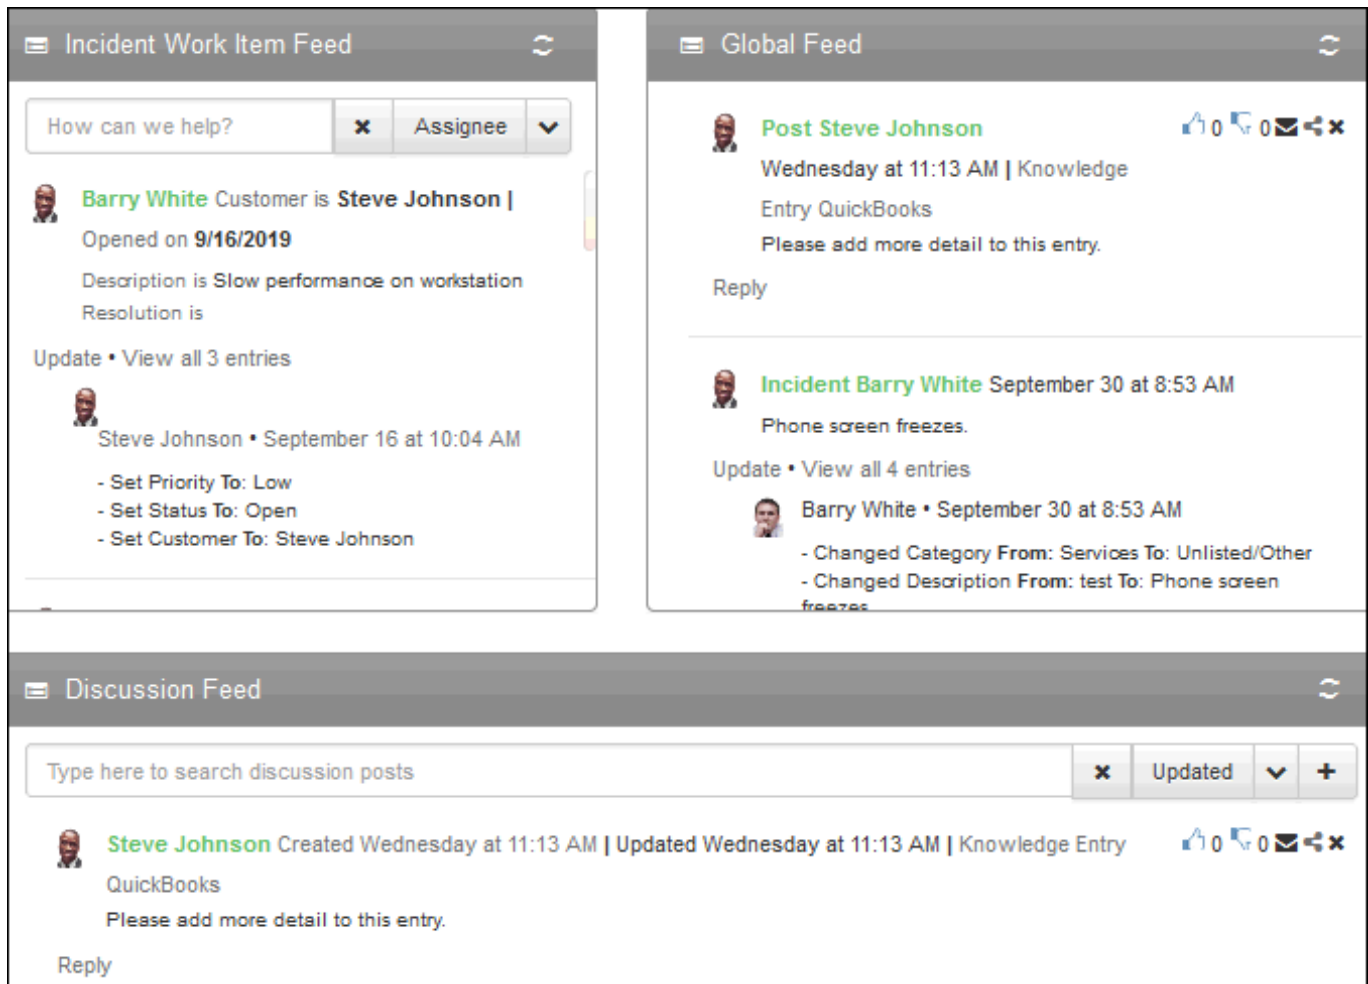 Incident Work Item Feed
How can we help?
Assignee
Barry White Customer is Steve Johnson |
Opened on 9/16/2019
Description is Slow performance on workstation
Resolution is
Update • View all 3 entries
Steve Johnson • September 16 at 10:04 AM
- Set Priority To: Low
- Set Status To: Open
- Set Customer To: Steve Johnson
Global Feed
Post Steve Johnson
0 0
Wednesday at 11:13 AM | Knowledge
Entry QuickBooks
Please add more detail to this entry.
Reply
Incident Barry White September 30 at 8:53 AM
Phone screen freezes.
Update • View all 4 entries
Barry White • September 30 at 8:53 AM
- Changed Category From: Services To: Unlisted/Other
- Changed Description From: test To: Phone screen
freezes
Discussion Feed
Type here to search discussion posts
Updated
Steve Johnson Created Wednesday at 11:13 AM | Updated Wednesday at 11:13 AM | Knowledge Entry
0 0
QuickBooks
Please add more detail to this entry.
Reply